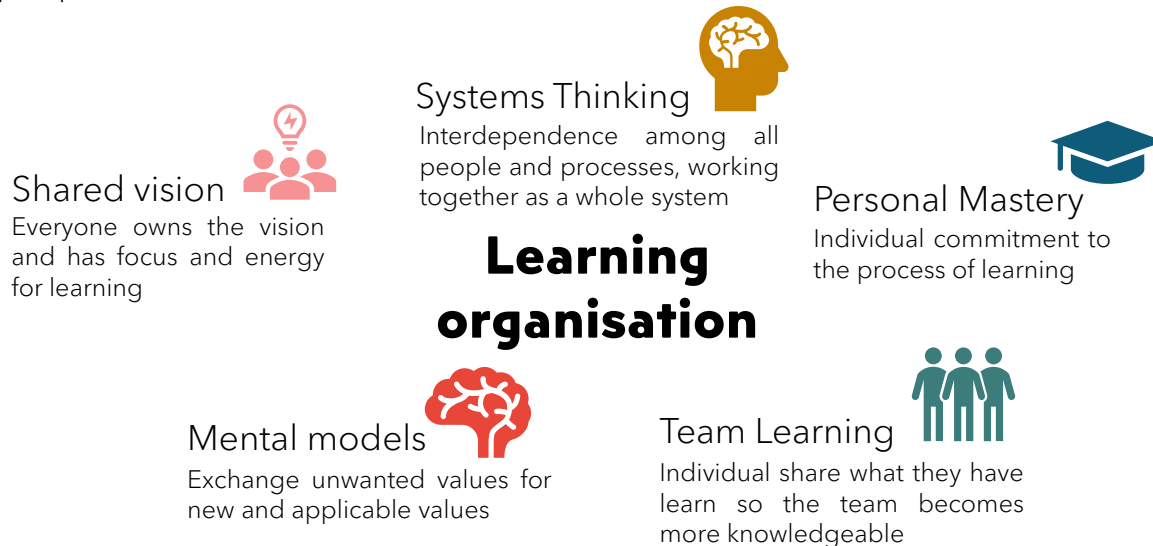 Systems Thinking
Interdependence among all
people and processes, working
together as a whole system
Shared vision
Everyone owns the vision
and has focus and energy
for learning
Personal Mastery
Individual commitment to
the process of learning
Learning
organisation
Mental models
Exchange unwanted values for
new and applicable values
Team Learning
Individual share what they have
learn so the team becomes
more knowledgeable